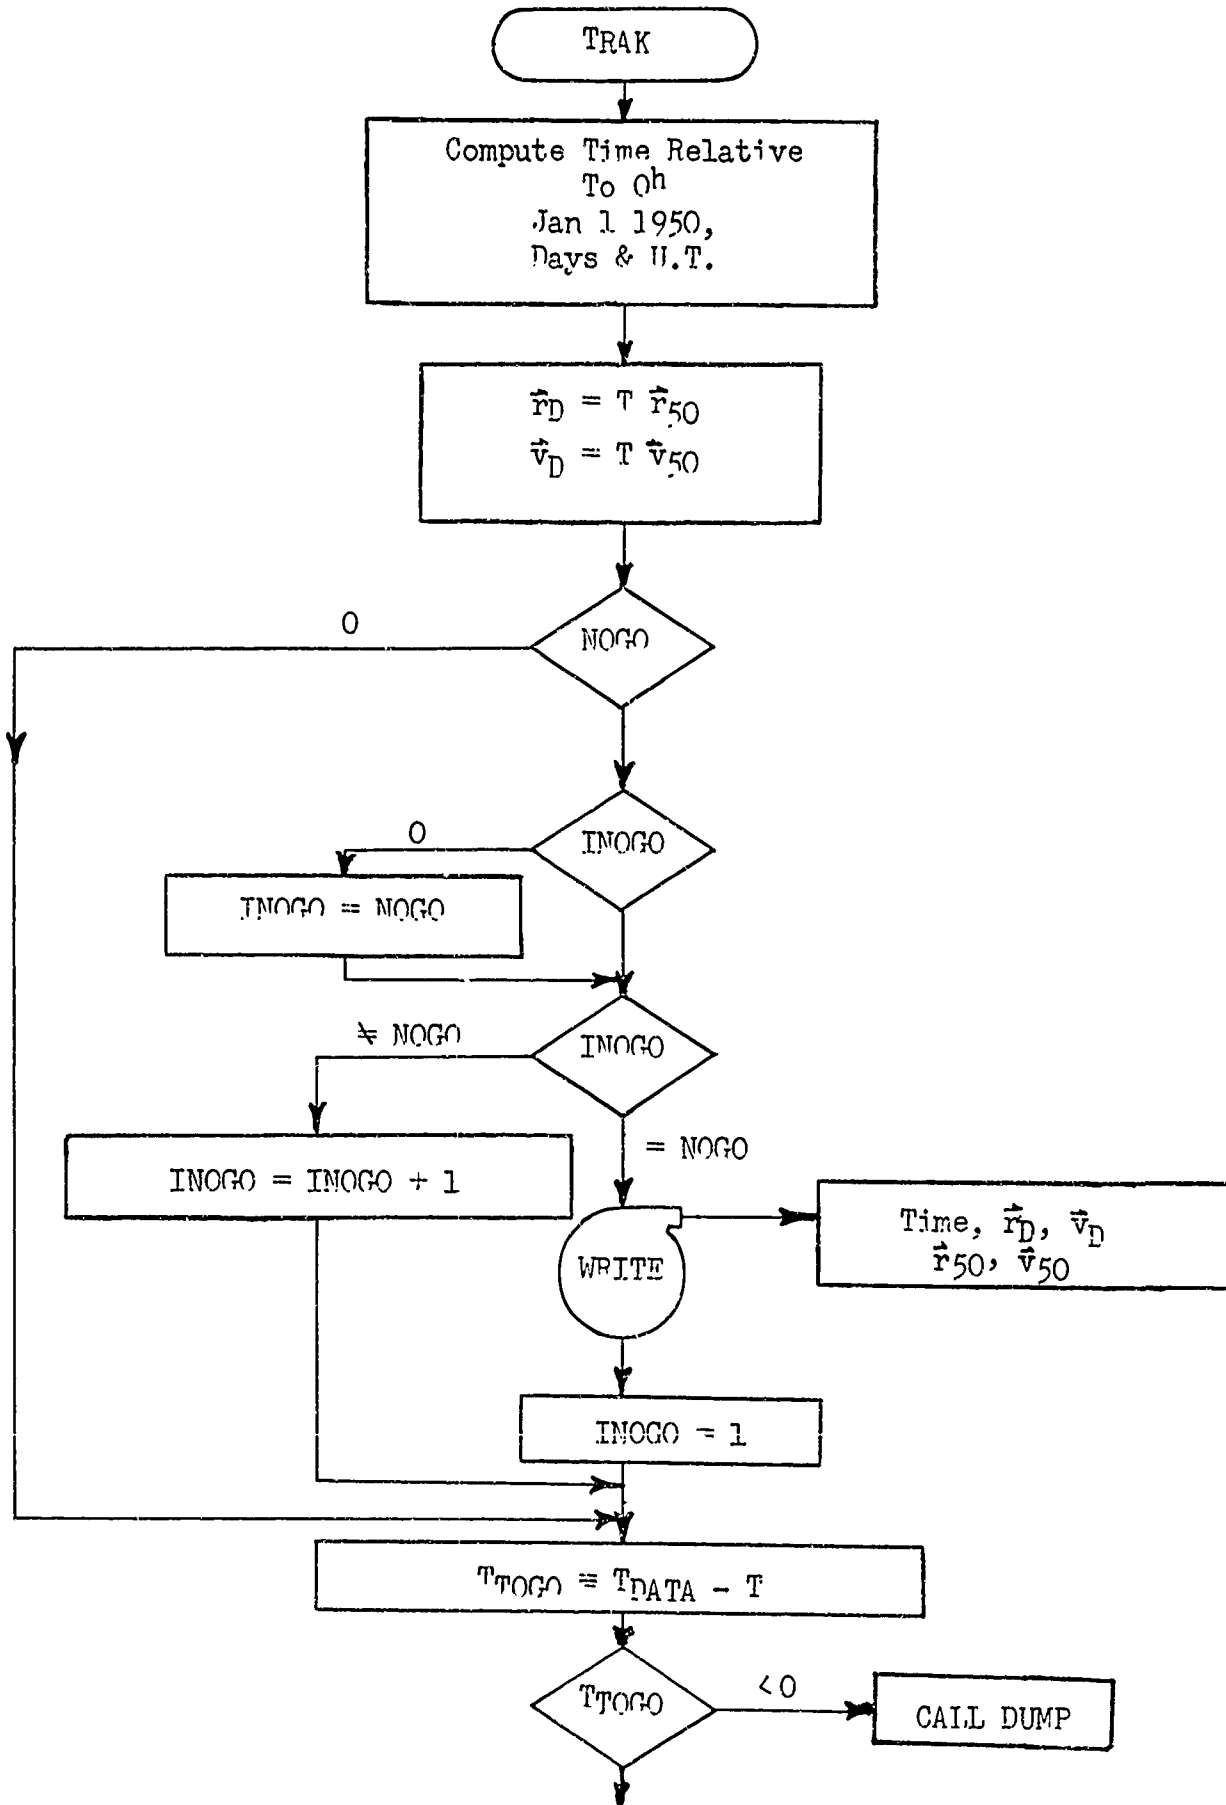 TRAK
Compute Time Relative
To 0h
Jan 1 1950,
Days & U.T.
r⃗D = T r⃗50
v⃗D = T v⃗50
0
NOGO
0
INOGO
INOGO = NOGO
≠ NOGO
INOGO
= NOGO
INOGO = INOGO + 1
Time, r⃗D, v⃗D
r⃗50, v⃗50
WRITE
INOGO = 1
TTOGO = TDATA - T
TTOGO
<0
CALL DUMP